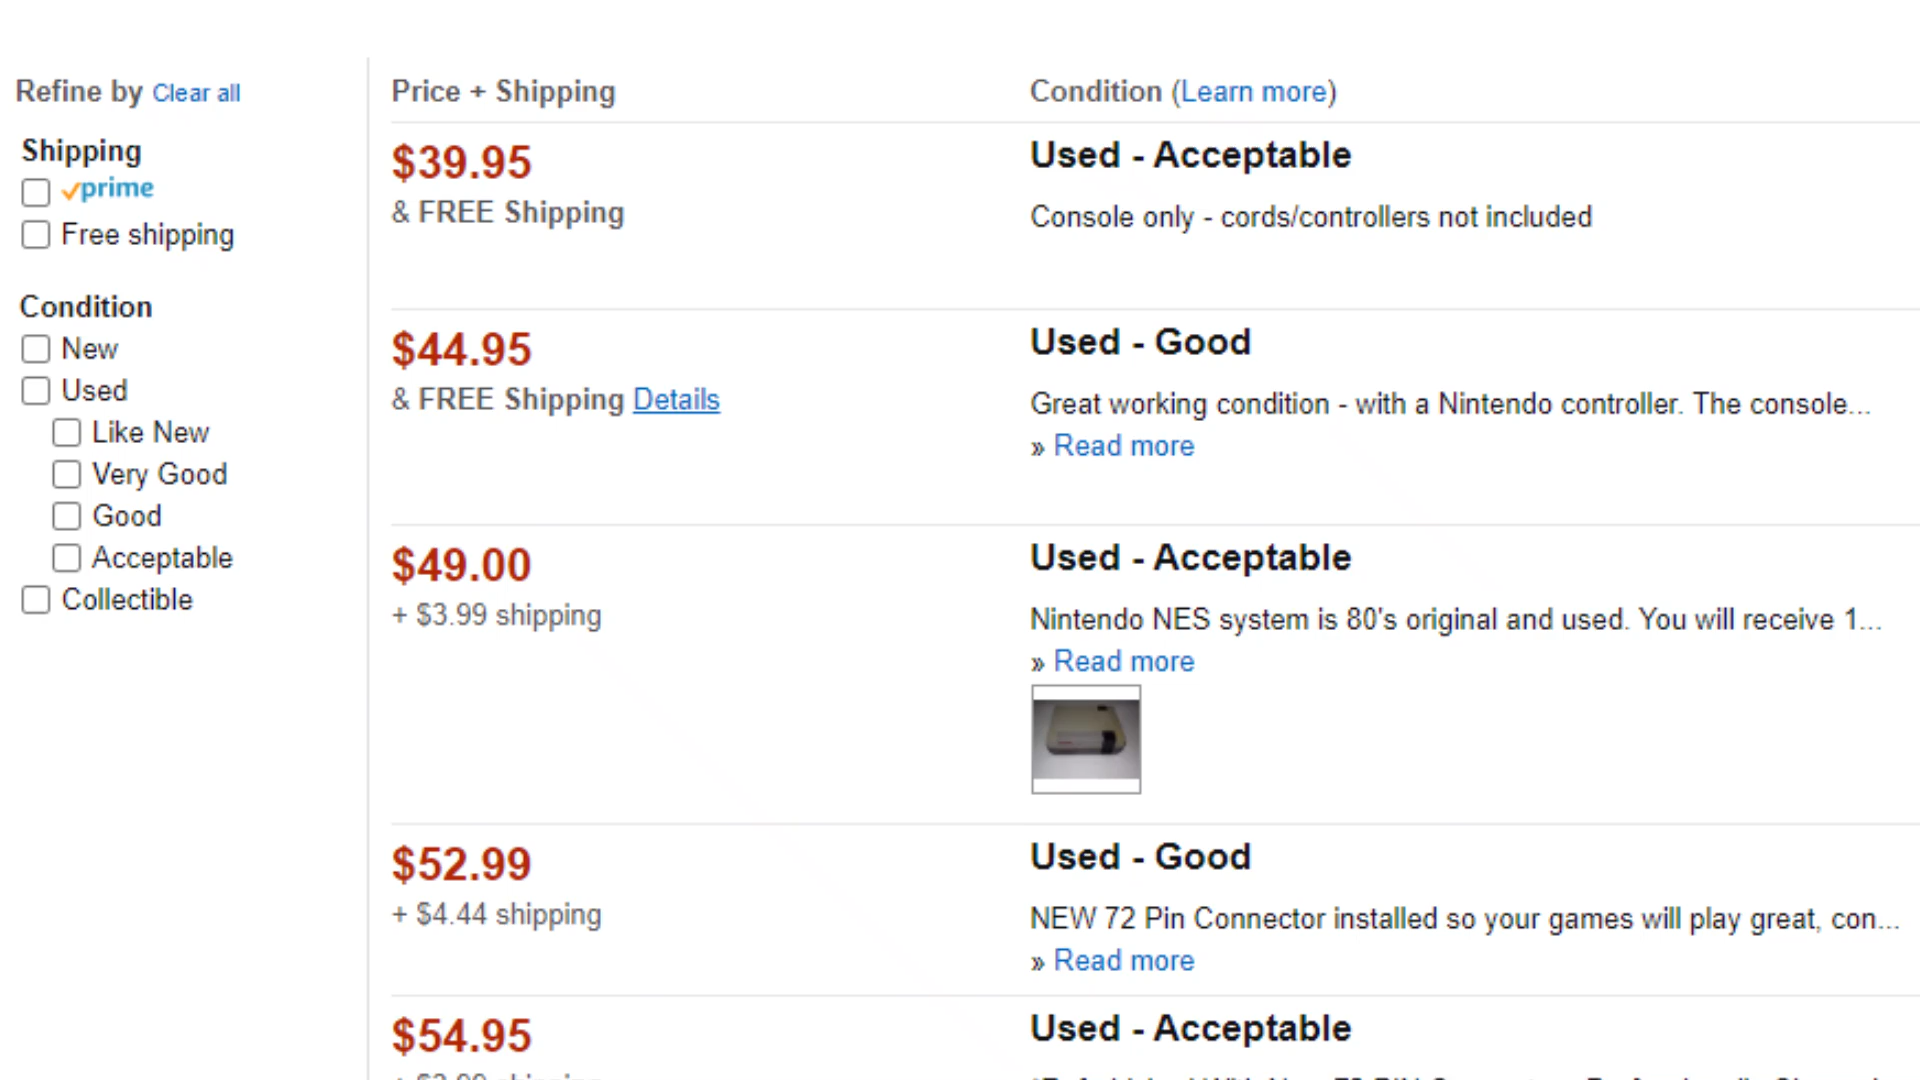 Refine by Clear all
Shipping
prime
Free shipping
Condition
New
Used
Like New
Very Good
Good
Acceptable
Collectible
Price + Shipping
Condition (Learn more)
$39.95
& FREE Shipping
Used - Acceptable
Console only - cords/controllers not included
$44.95
& FREE Shipping Details
Used - Good
Great working condition - with a Nintendo controller. The console...
» Read more
$49.00
+ $3.99 shipping
Used - Acceptable
Nintendo NES system is 80's original and used. You will receive 1...
» Read more
$52.99
+ $4.44 shipping
Used - Good
NEW 72 Pin Connector installed so your games will play great, con...
» Read more
$54.95
Used - Acceptable